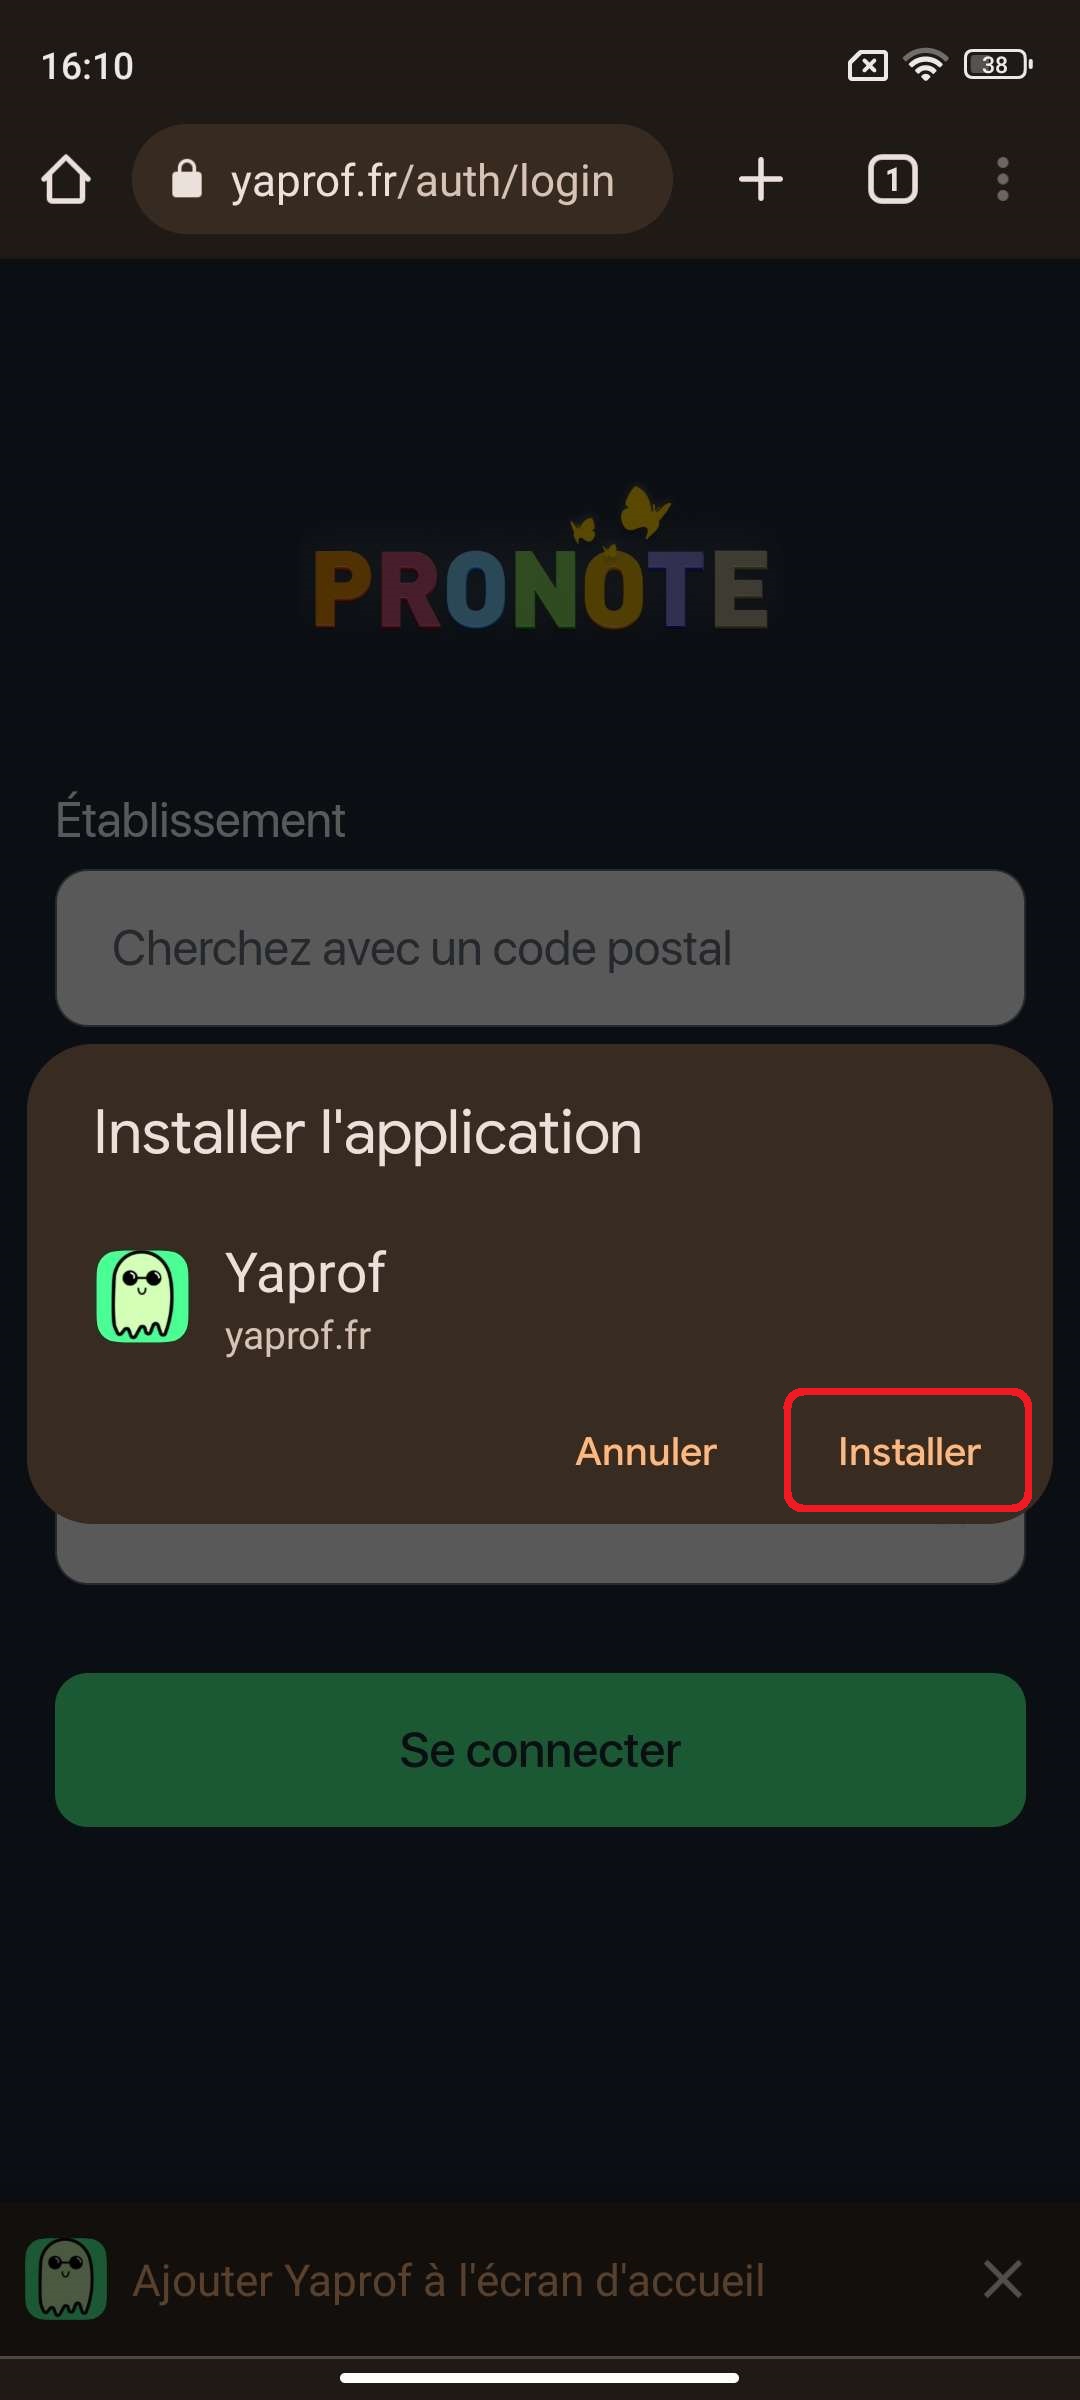 16:10
38
yaprof.fr/auth/login
1
PRONOTE
Établissement
Cherchez avec un code postal
Installer l'application
Yaprof
yaprof.fr
Annuler
Installer
Se connecter
Ajouter Yaprof à l'écran d'accueil